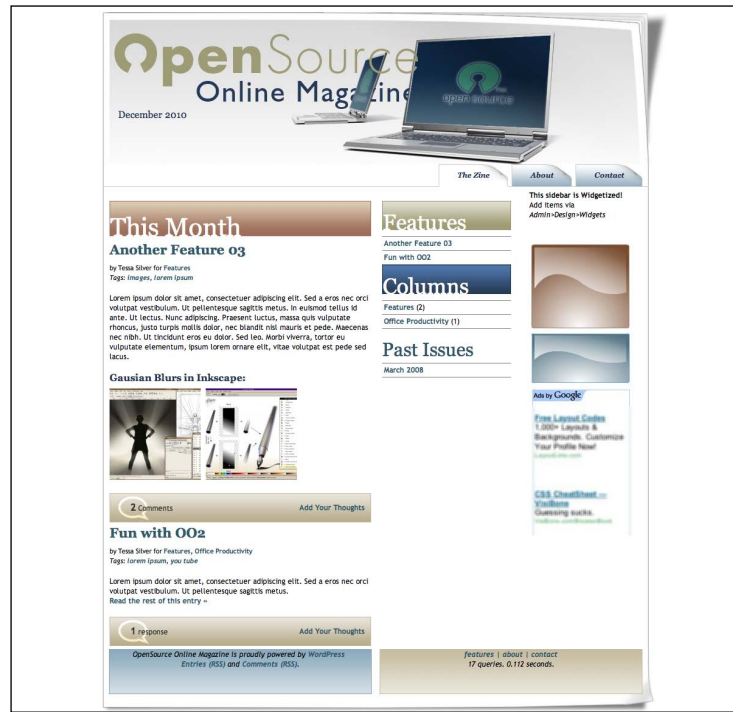 OpenSource
Online Magazine
December 2010
open source
The Zine
About
Contact
This Month
Another Feature 03
by Tessa Silver for Features
Tags: images, lorem ipsum
Lorem ipsum dolor sit amet, consectetuer adipiscing elit. Sed a eros nec orci
volutpat vestibulum. Ut pellentesque sagittis metus. In euismod tellus id
ante. Ut lectus. Nunc adipiscing. Praesent luctus, massa quis vulputate
rhoncus, justo turpis mollis dolor, nec blandit nisl mauris et pede. Maecenas
nec nibh. Ut tincidunt eros eu dolor. Sed leo. Morbi viverra, tortor eu
vulputate elementum, ipsum lorem ornare elit, vitae volutpat est pede sed
lacus.
Gausian Blurs in Inkscape:
2 Comments
Add Your Thoughts
Fun with OO2
by Tessa Silver for Features, Office Productivity
Tags: lorem ipsum, you tube
Lorem ipsum dolor sit amet, consectetuer adipiscing elit. Sed a eros nec orci
volutpat vestibulum. Ut pellentesque sagittis metus.
Read the rest of this entry »
1 response
Add Your Thoughts
Features
Another Feature 03
Fun with OO2
Columns
Features (2)
Office Productivity (1)
Past Issues
March 2008
This sidebar is Widgetized!
Add items via
Admin>Design>Widgets
Ads by Google
Free Layout Codes
1,000+ Layouts &
Backgrounds. Customize
Your Profile Now!
CSS CheatSheet —
VisiBone
Guessing sucks.
OpenSource Online Magazine is proudly powered by WordPress
Entries (RSS) and Comments (RSS).
features | about | contact
17 queries. 0.112 seconds.